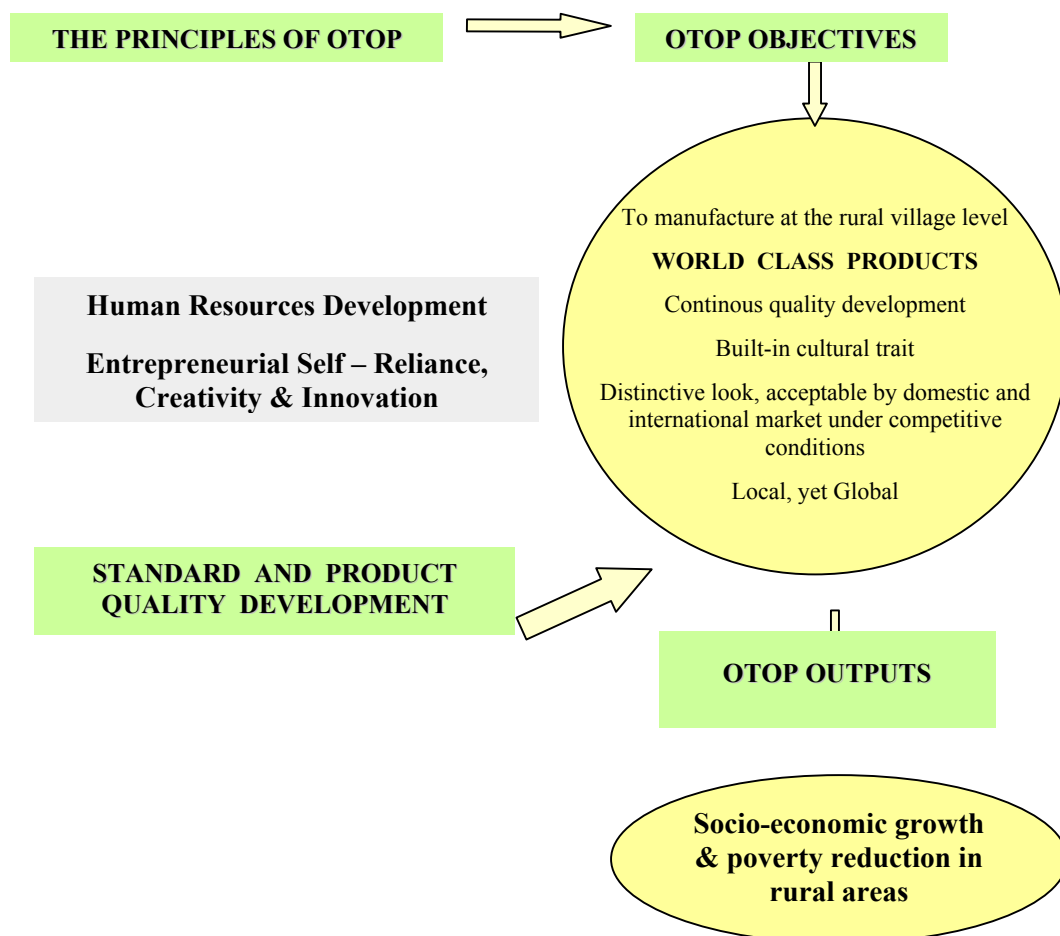 THE PRINCIPLES OF OTOP
OTOP OBJECTIVES
To manufacture at the rural village level
WORLD CLASS PRODUCTS
Continous quality development
Built-in cultural trait
Distinctive look, acceptable by domestic and
international market under competitive
conditions
Local, yet Global
Human Resources Development
Entrepreneurial Self – Reliance,
Creativity & Innovation
STANDARD AND PRODUCT
QUALITY DEVELOPMENT
OTOP OUTPUTS
Socio-economic growth
& poverty reduction in
rural areas